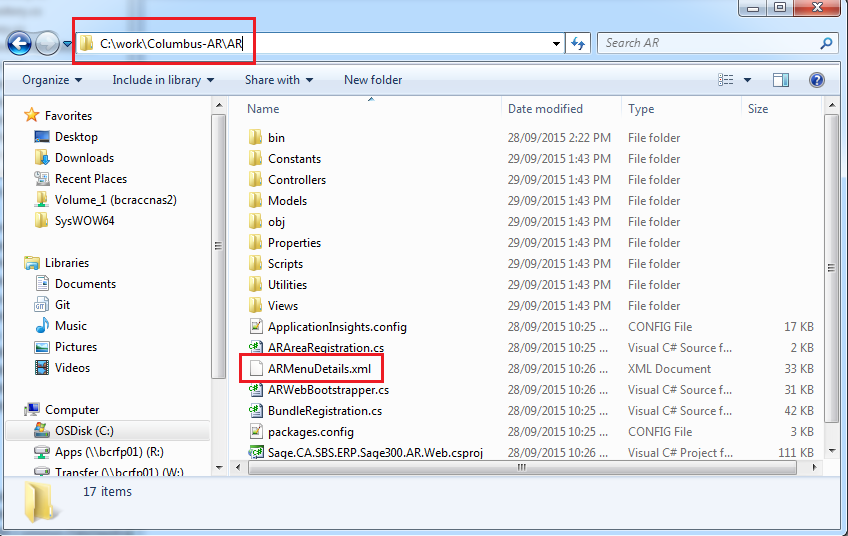 C:\work\Columbus-AR\AR
Search AR
Organize
Include in library
Share with
New folder
Favorites
Desktop
Downloads
Recent Places
Volume_1 (bcraccnas2)
SysWOW64
Libraries
Documents
Git
Music
Pictures
Videos
Computer
OSDisk (C:)
Apps (\\bcrfp01) (R:)
Transfer (\\bcrfp01) (W:)
Name Date modified Type Size
bin 28/09/2015 2:22 PM File folder
Constants 29/09/2015 1:43 PM File folder
Controllers 29/09/2015 1:43 PM File folder
Models 29/09/2015 1:43 PM File folder
obj 29/09/2015 1:43 PM File folder
Properties 29/09/2015 1:43 PM File folder
Scripts 29/09/2015 1:43 PM File folder
Utilities 29/09/2015 1:43 PM File folder
Views 29/09/2015 1:43 PM File folder
ApplicationInsights.config 28/09/2015 10:25 ... CONFIG File 17 KB
ARAreaRegistration.cs 28/09/2015 10:25 ... Visual C# Source f... 2 KB
ARMenuDetails.xml 28/09/2015 10:25 ... XML Document 33 KB
ARWebBootstrapper.cs 28/09/2015 10:26 ... Visual C# Source f... 31 KB
BundleRegistration.cs 28/09/2015 10:25 ... Visual C# Source f... 42 KB
packages.config 28/09/2015 10:26 ... CONFIG File 3 KB
Sage.CA.SBS.ERP.Sage300.AR.Web.csproj 28/09/2015 10:26 ... Visual C# Project f... 111 KB
17 items